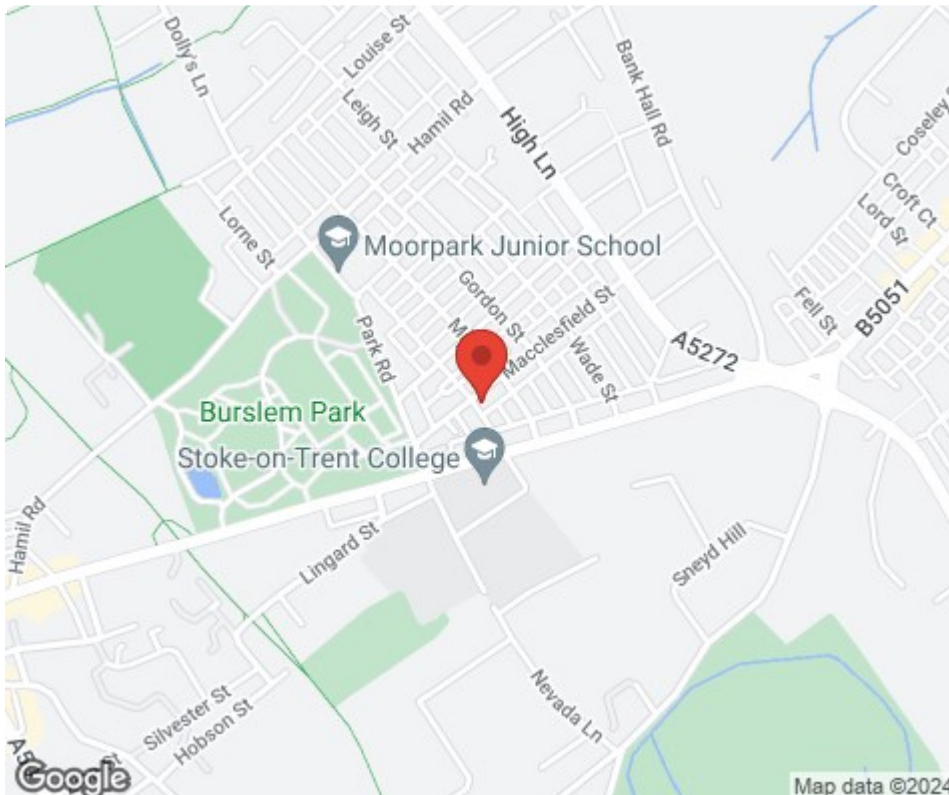 Dolly's Ln
Louise St
Leigh St
Hamil Rd
High Ln
Bank Hall Rd
Coseley
Croft Ct
Lord St
Lorne St
Moorpark Junior School
Gordon St
Macclesfield St
Fell St
B5051
Park Rd
Wade St
A5272
Burslem Park
Stoke-on-Trent College
Hamil Rd
Lingard St
Sneyd Hill
Nevada Ln
Silvester St
Hobson St
St
Google
Map data ©2024